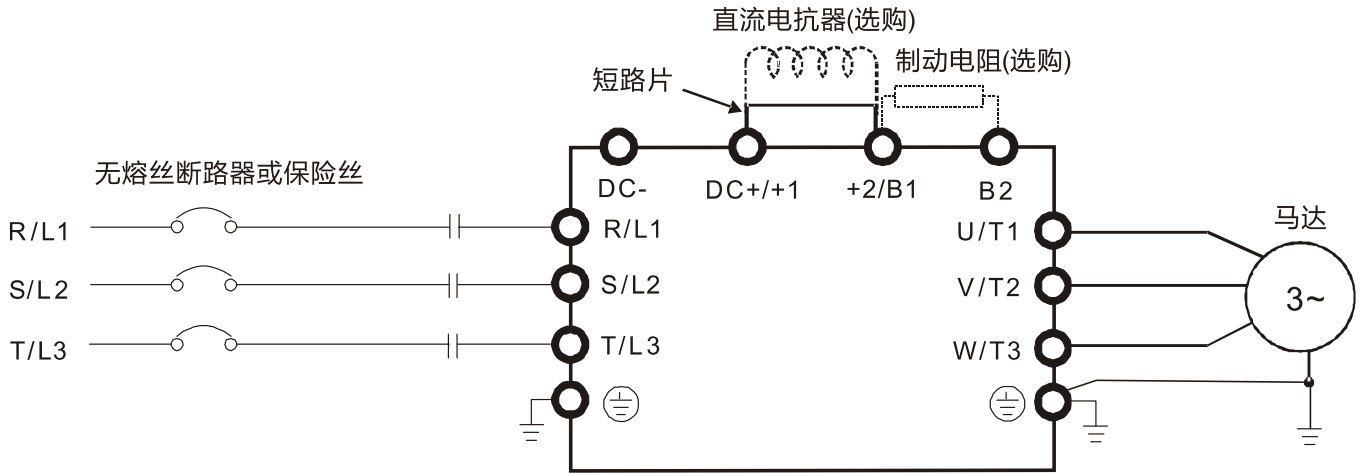 直流电抗器(选购)
制动电阻(选购)
短路片
无熔丝断路器或保险丝
DC-
DC+/+1
+2/B1
B2
R/L1
R/L1
U/T1
马达
S/L2
S/L2
V/T2
3~
T/L3
T/L3
W/T3